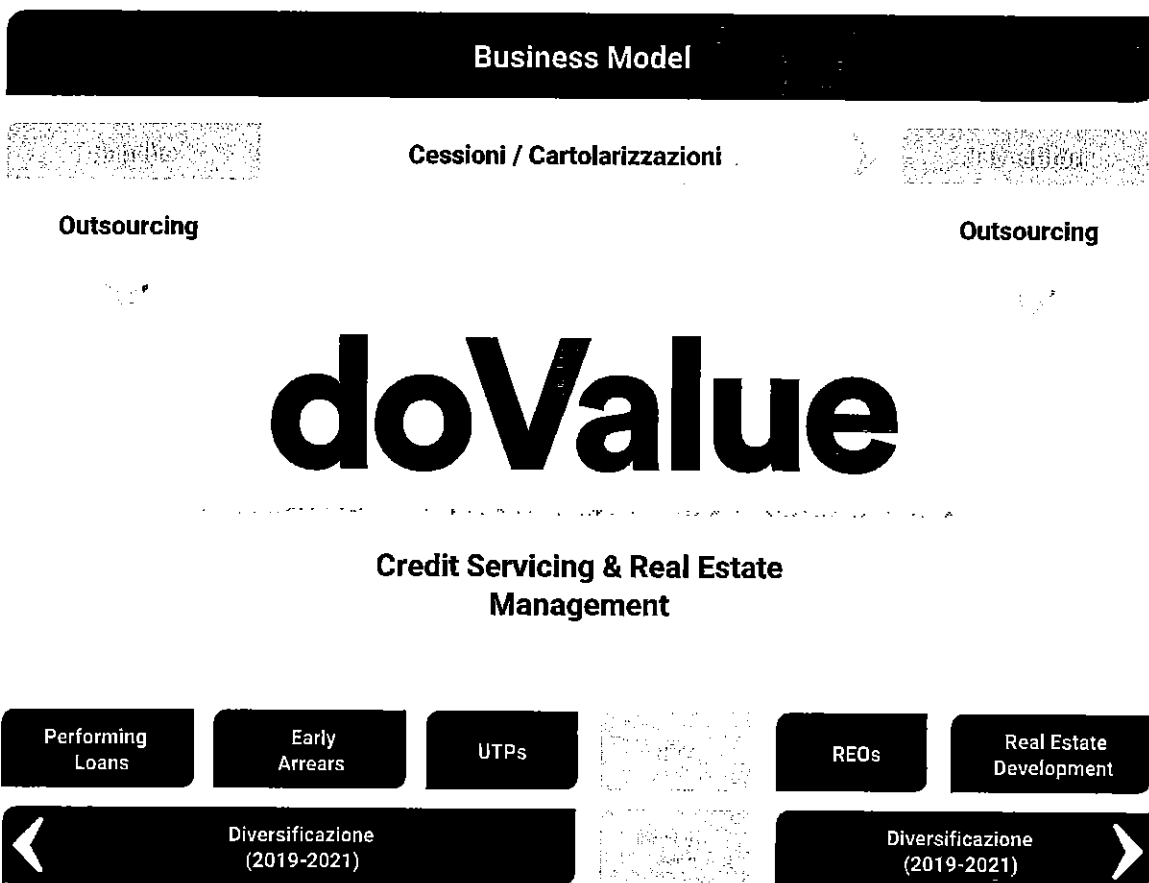 Business Model
Cessioni / Cartolarizzazioni
Outsourcing
Outsourcing
doValue
Credit Servicing & Real Estate
Management
Performing
Loans
Early
Arrears
UTPs
REOs
Real Estate
Development
Diversificazione
(2019-2021)
Diversificazione
(2019-2021)